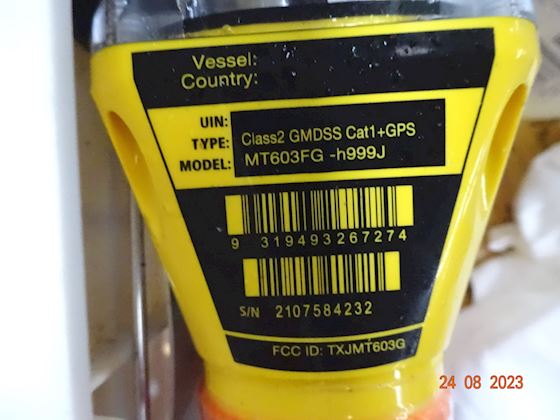 Vessel:
Country:
UIN:
TYPE: Class2 GMDSS Cat1+GPS
MODEL: MT603FG -h999J
9 319493 267274
S/N 2107584232
FCC ID: TXJMT603G
24 08 2023